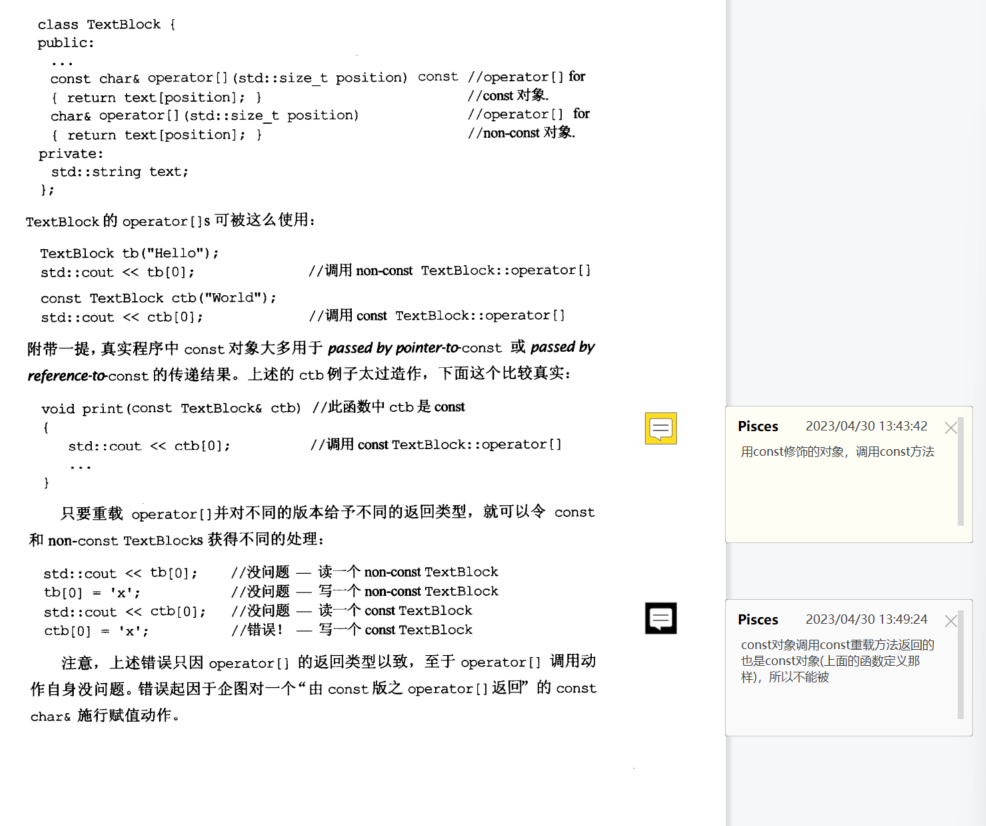 class TextBlock {
public:
...
const char& operator[](std::size_t position) const //operator[] for
{ return text[position]; } //const 对象.
char& operator[](std::size_t position) //operator[] for
{ return text[position]; } //non-const 对象.
private:
std::string text;
};
TextBlock 的 operator[]s 可被这么使用：
TextBlock tb("Hello");
std::cout << tb[0]; //调用 non-const TextBlock::operator[]
const TextBlock ctb("World");
std::cout << ctb[0]; //调用 const TextBlock::operator[]
附带一提，真实程序中 const 对象大多用于 passed by pointer-to-const 或 passed by
reference-to-const 的传递结果。上述的 ctb 例子太过造作，下面这个比较真实：
void print(const TextBlock& ctb) //此函数中 ctb 是 const
{
std::cout << ctb[0]; //调用 const TextBlock::operator[]
...
}
只要重载 operator[]并对不同的版本给予不同的返回类型，就可以令 const
和 non-const TextBlocks 获得不同的处理：
std::cout << tb[0]; //没问题 — 读一个 non-const TextBlock
tb[0] = 'x'; //没问题 — 写一个 non-const TextBlock
std::cout << ctb[0]; //没问题 — 读一个 const TextBlock
ctb[0] = 'x'; //错误！ — 写一个 const TextBlock
注意，上述错误只因 operator[] 的返回类型以致，至于 operator[] 调用动
作自身没问题。错误起因于企图对一个“由 const 版之 operator[] 返回”的 const
char& 施行赋值动作。
Pisces 2023/04/30 13:43:42
用const修饰的对象，调用const方法
Pisces 2023/04/30 13:49:24
const对象调用const重载方法返回的
也是const对象(上面的函数定义那
样)，所以不能被